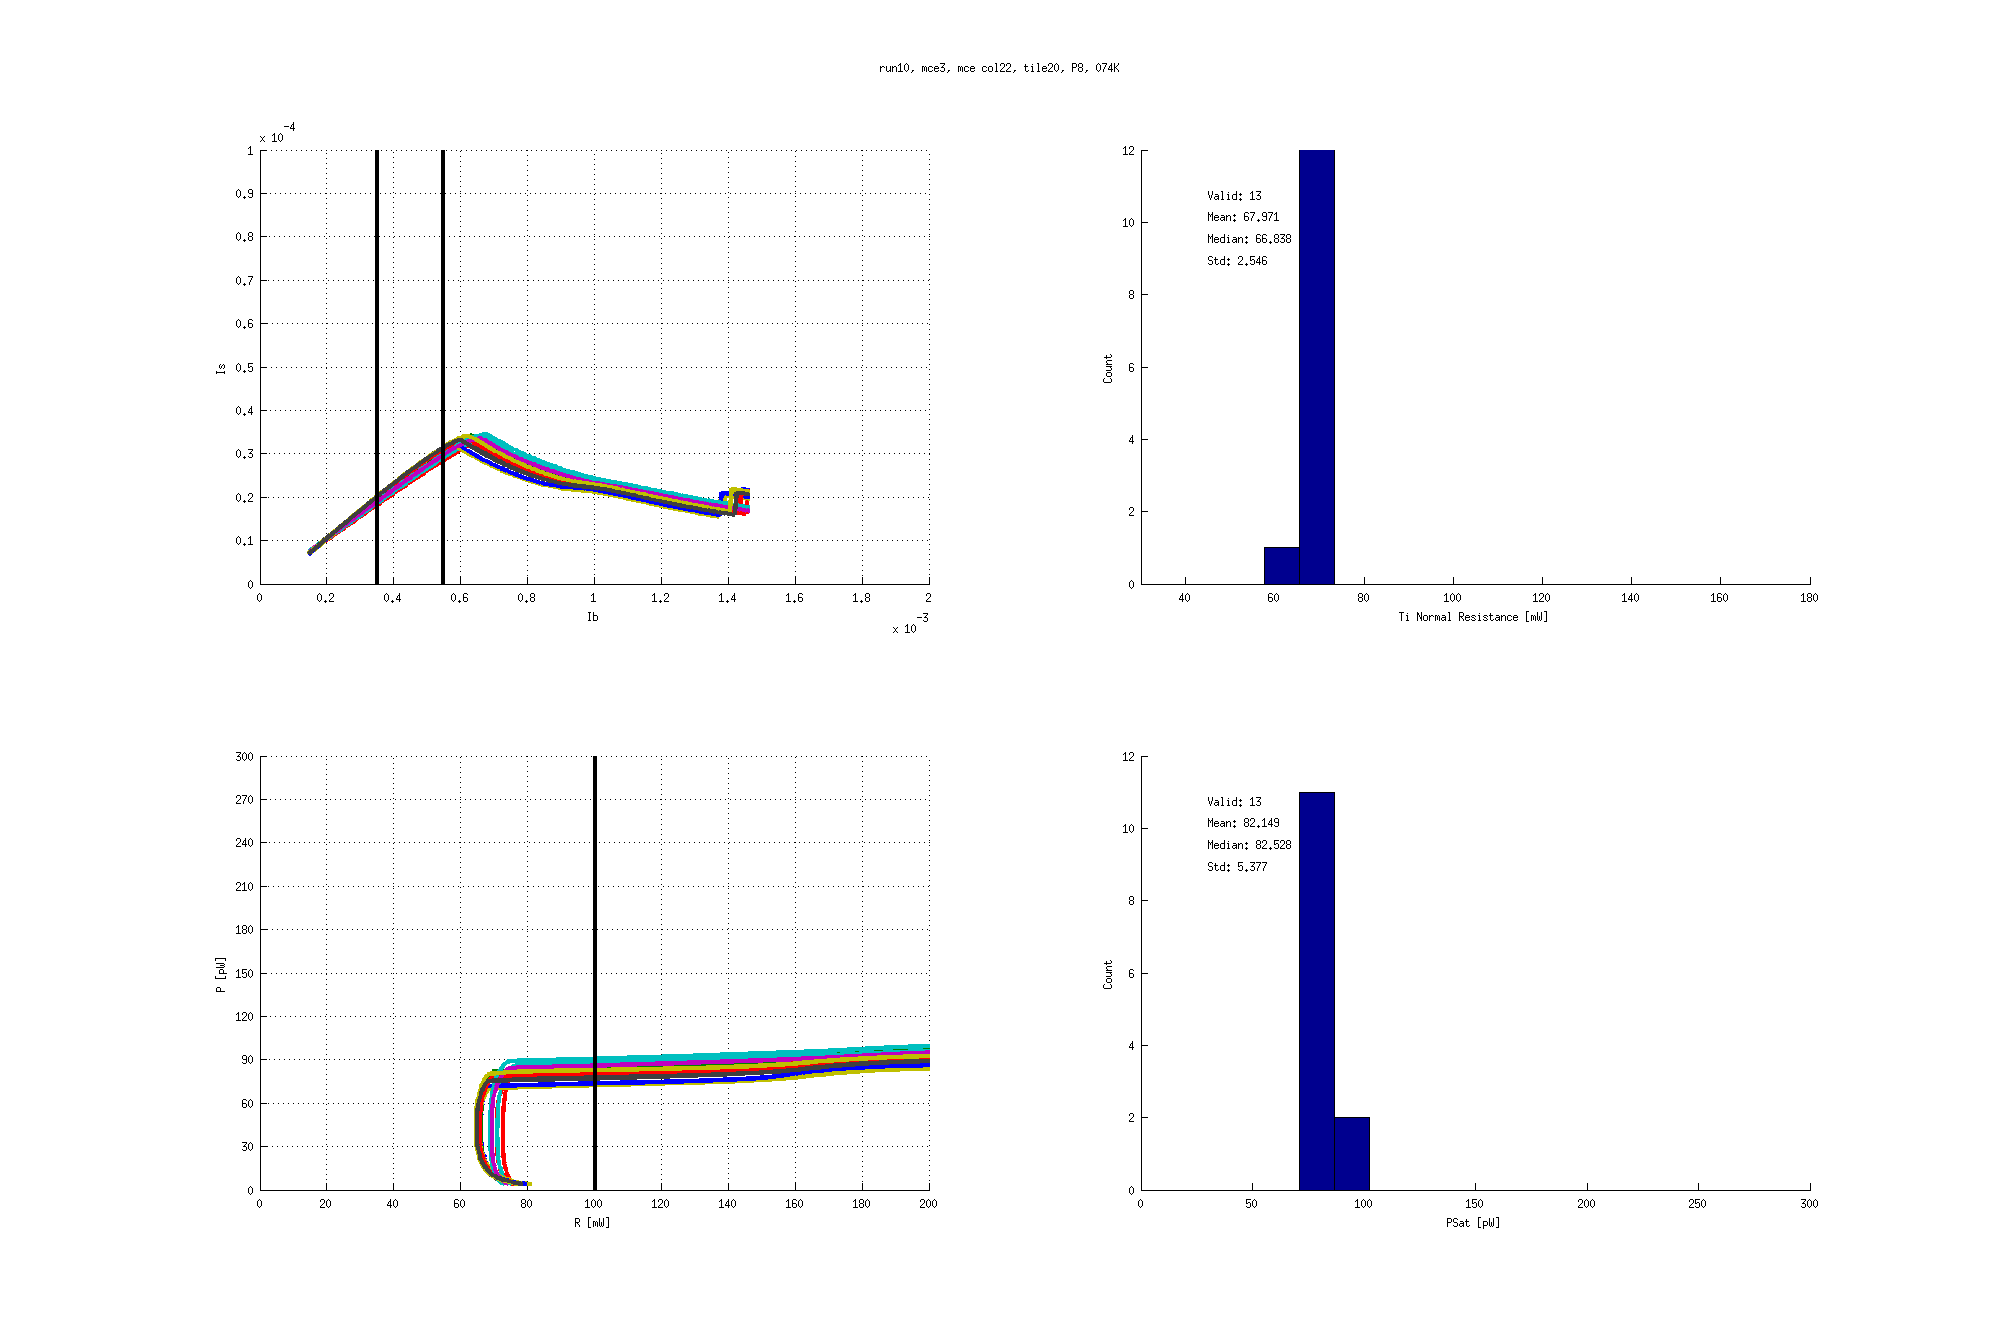 run10, mce3, mce col22, tile20, P8, 074K
x 10
-4
1
0.9
0.8
0.7
0.6
0.5
0.4
0.3
0.2
0.1
0
Is
0 0.2 0.4 0.6 0.8 1 1.2 1.4 1.6 1.8 2
Ib
x 10
-3
12
10
8
6
4
2
0
Count
Valid: 13
Mean: 67.971
Median: 66.838
Std: 2.546
40 60 80 100 120 140 160 180
Ti Normal Resistance [mW]
300
270
240
210
180
150
120
90
60
30
0
P [pW]
0 20 40 60 80 100 120 140 160 180 200
R [mW]
12
10
8
6
4
2
0
Count
Valid: 13
Mean: 82.149
Median: 82.528
Std: 5.377
0 50 100 150 200 250 300
PSat [pW]